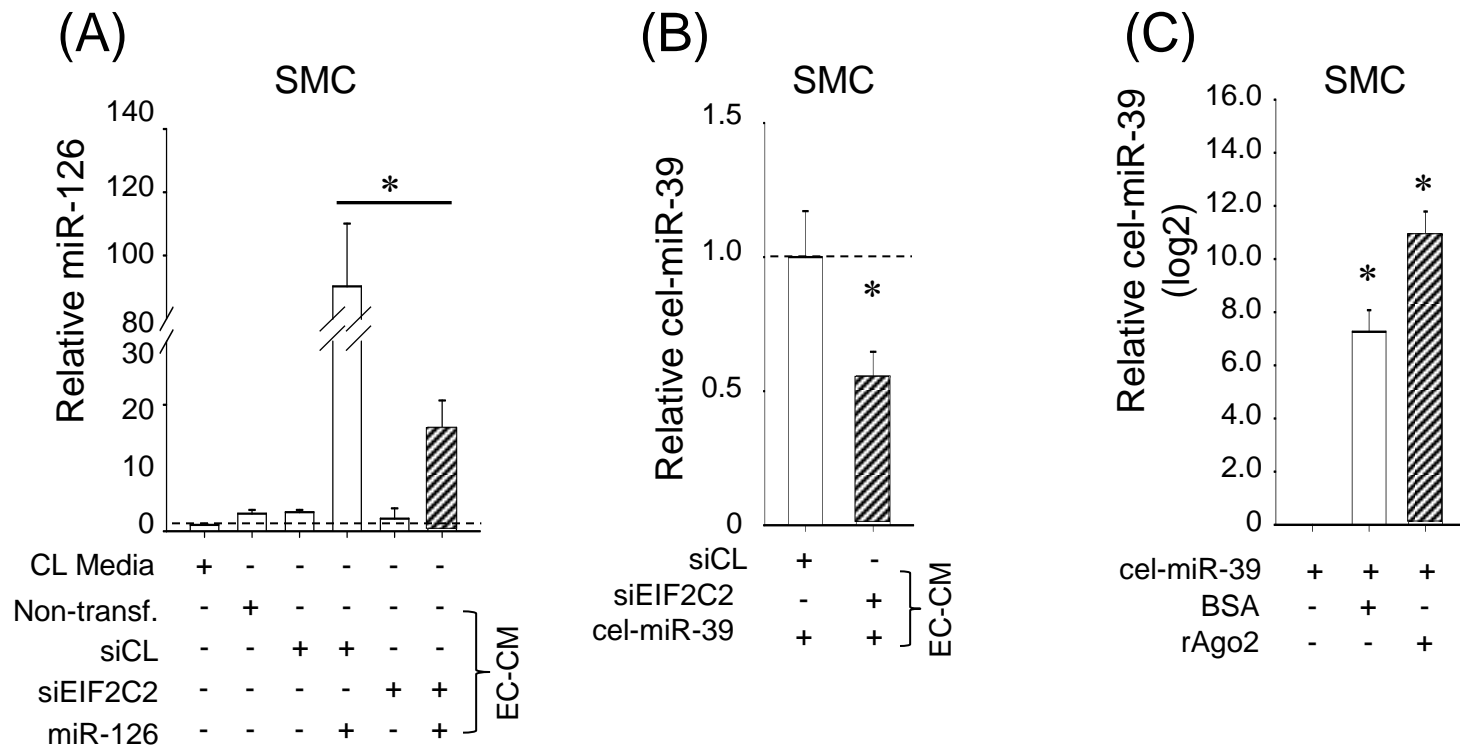 (A)
SMC
Relative miR-126
140
120
100
80
30
20
10
0
*
CL Media + - - - - -
Non-transf. - + - - - -
siCL - - + + - -
siEIF2C2 - - - - + +
miR-126 - - - + - +
EC-CM
(B)
SMC
Relative cel-miR-39
1.5
1.0
0.5
0
*
siCL + -
siEIF2C2 - +
cel-miR-39 + +
EC-CM
(C)
SMC
Relative cel-miR-39
(log2)
16.0
14.0
12.0
10.0
8.0
6.0
4.0
2.0
0
*
*
cel-miR-39 + + +
BSA - + -
rAgo2 - - +